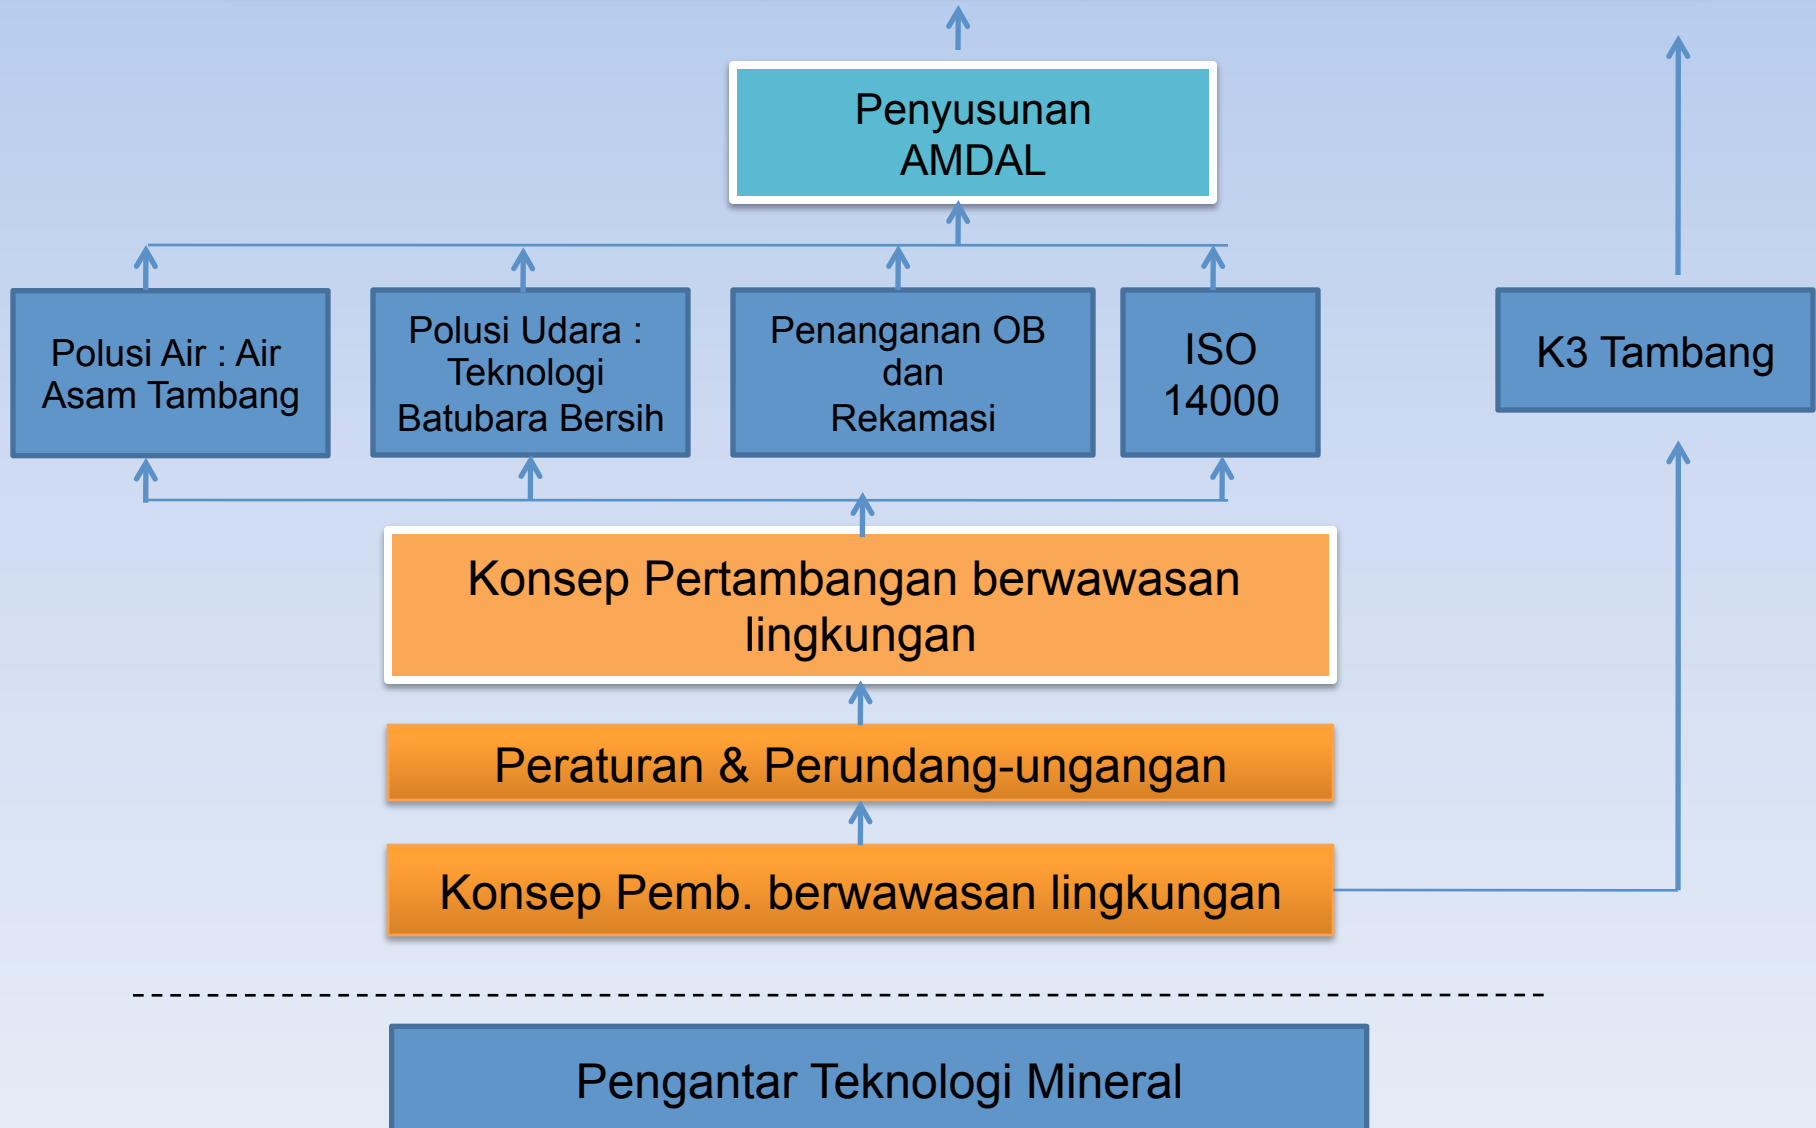 Penyusunan
AMDAL
Polusi Air : Air
Asam Tambang
Polusi Udara :
Teknologi
Batubara Bersih
Penanganan OB
dan
Rekamasi
ISO
14000
K3 Tambang
Konsep Pertambangan berwawasan
lingkungan
Peraturan & Perundang-ungangan
Konsep Pemb. berwawasan lingkungan
Pengantar Teknologi Mineral